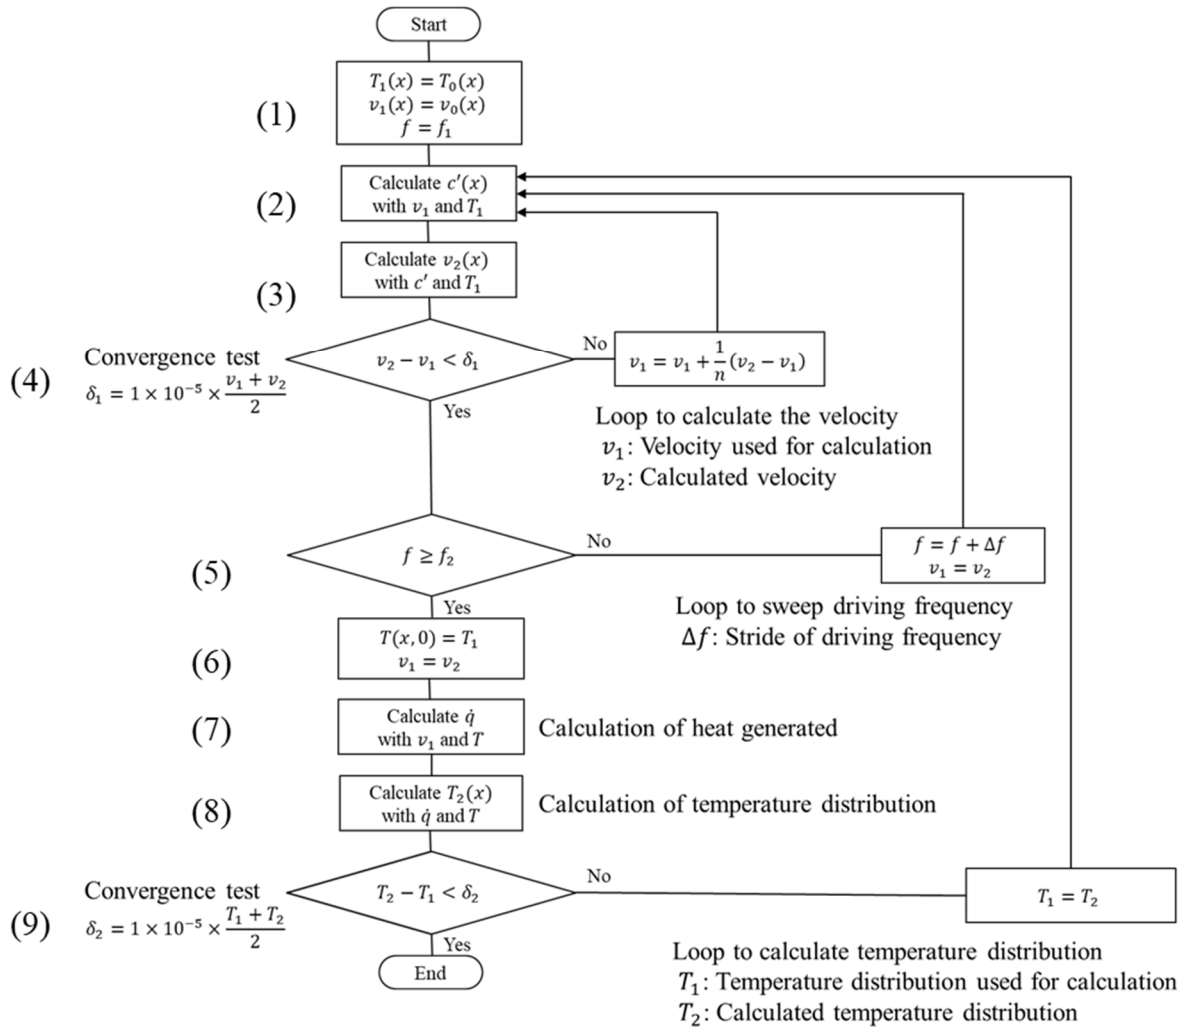 Start
(1)
T₁(x) = T₀(x)
v₁(x) = v₀(x)
f = f₁
(2)
Calculate c′(x)
with v₁ and T₁
(3)
Calculate v₂(x)
with c′ and T₁
(4)
Convergence test
δ₁ = 1 × 10⁻⁵ × (v₁ + v₂)/2
v₂ − v₁ < δ₁
No
v₁ = v₁ + 1/n (v₂ − v₁)
Yes
Loop to calculate the velocity
v₁: Velocity used for calculation
v₂: Calculated velocity
(5)
f ≥ f₂
No
f = f + Δf
v₁ = v₂
Yes
Loop to sweep driving frequency
Δf: Stride of driving frequency
(6)
T(x, 0) = T₁
v₁ = v₂
(7)
Calculate q̇
with v₁ and T
Calculation of heat generated
(8)
Calculate T₂(x)
with q̇ and T
Calculation of temperature distribution
(9)
Convergence test
δ₂ = 1 × 10⁻⁵ × (T₁ + T₂)/2
T₂ − T₁ < δ₂
No
T₁ = T₂
Yes
End
Loop to calculate temperature distribution
T₁: Temperature distribution used for calculation
T₂: Calculated temperature distribution